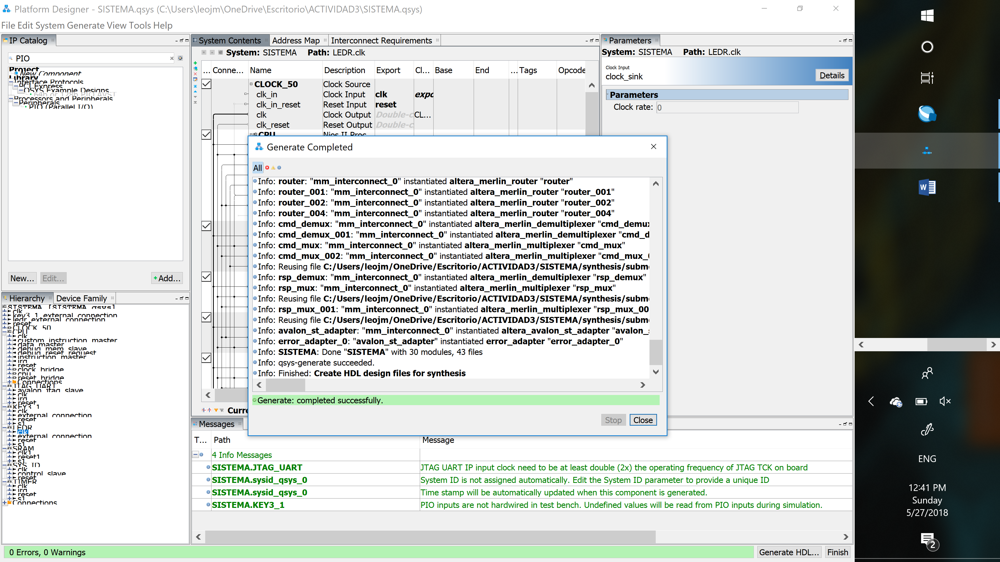 Platform Designer - SISTEMA.qsys (C:\Users\leojm\OneDrive\Escritorio\ACTIVIDAD3\SISTEMA.qsys)
File Edit System Generate View Tools Help
IP Catalog
PIO
Project
New Component
Library
Interface Protocols
PCI Express
QSYS Example Designs
64b or 128b PIO AVST
Processors and Peripherals
Peripherals
PIO (Parallel I/O)
New...
Edit...
Add...
Hierarchy
Device Family
SISTEMA [SISTEMA.qsys]
clk
key3_1_external_connection
ledr_external_connection
reset
CLOCK_50
CPU
clk
custom_instruction_master
data_master
debug_mem_slave
debug_reset_request
instruction_master
irq
reset
clock_bridge
cpu
reset_bridge
Connections
JTAG_UART
avalon_jtag_slave
clk
irq
reset
KEY3_1
clk
external_connection
reset
s1
LEDR
clk
external_connection
reset
s1
SRAM
clk1
reset1
s1
SYS_ID
clk
control_slave
reset
TIMER
clk
irq
reset
s1
Connections
System Contents
Address Map
Interconnect Requirements
System: SISTEMA Path: LEDR.clk
... Conne... Name Description Export Cl... Base End ... Tags Opcode
CLOCK_50 Clock Source
clk_in Clock Input clk expo
clk_in_reset Reset Input reset
clk Clock Output Double-c CL...
clk_reset Reset Output Double-c
CPU Nios II Proc
Curre
Generate Completed
All
Info: router: "mm_interconnect_0" instantiated altera_merlin_router "router"
Info: router_001: "mm_interconnect_0" instantiated altera_merlin_router "router_001"
Info: router_002: "mm_interconnect_0" instantiated altera_merlin_router "router_002"
Info: router_004: "mm_interconnect_0" instantiated altera_merlin_router "router_004"
Info: cmd_demux: "mm_interconnect_0" instantiated altera_merlin_demultiplexer "cmd_demux
Info: cmd_demux_001: "mm_interconnect_0" instantiated altera_merlin_demultiplexer "cmd_d
Info: cmd_mux: "mm_interconnect_0" instantiated altera_merlin_multiplexer "cmd_mux"
Info: cmd_mux_002: "mm_interconnect_0" instantiated altera_merlin_multiplexer "cmd_mux_0
Info: Reusing file C:/Users/leojm/OneDrive/Escritorio/ACTIVIDAD3/SISTEMA/synthesis/subm
Info: rsp_demux: "mm_interconnect_0" instantiated altera_merlin_demultiplexer "rsp_demux"
Info: rsp_mux: "mm_interconnect_0" instantiated altera_merlin_multiplexer "rsp_mux"
Info: Reusing file C:/Users/leojm/OneDrive/Escritorio/ACTIVIDAD3/SISTEMA/synthesis/subm
Info: rsp_mux_001: "mm_interconnect_0" instantiated altera_merlin_multiplexer "rsp_mux_00
Info: Reusing file C:/Users/leojm/OneDrive/Escritorio/ACTIVIDAD3/SISTEMA/synthesis/subm
Info: avalon_st_adapter: "mm_interconnect_0" instantiated altera_avalon_st_adapter "avalon_s
Info: error_adapter_0: "avalon_st_adapter" instantiated error_adapter "error_adapter_0"
Info: SISTEMA: Done "SISTEMA" with 30 modules, 43 files
Info: qsys-generate succeeded.
Info: Finished: Create HDL design files for synthesis
Generate: completed successfully.
Stop
Close
Messages
T... Path Message
4 Info Messages
SISTEMA.JTAG_UART JTAG UART IP input clock need to be at least double (2x) the operating frequency of JTAG TCK on board
SISTEMA.sysid_qsys_0 System ID is not assigned automatically. Edit the System ID parameter to provide a unique ID
SISTEMA.sysid_qsys_0 Time stamp will be automatically updated when this component is generated.
SISTEMA.KEY3_1 PIO inputs are not hardwired in test bench. Undefined values will be read from PIO inputs during simulation.
Parameters
System: SISTEMA Path: LEDR.clk
Clock Input
clock_sink
Details
Parameters
Clock rate: 0
0 Errors, 0 Warnings
Generate HDL...
Finish
W
ENG
12:41 PM
Sunday
5/27/2018
2